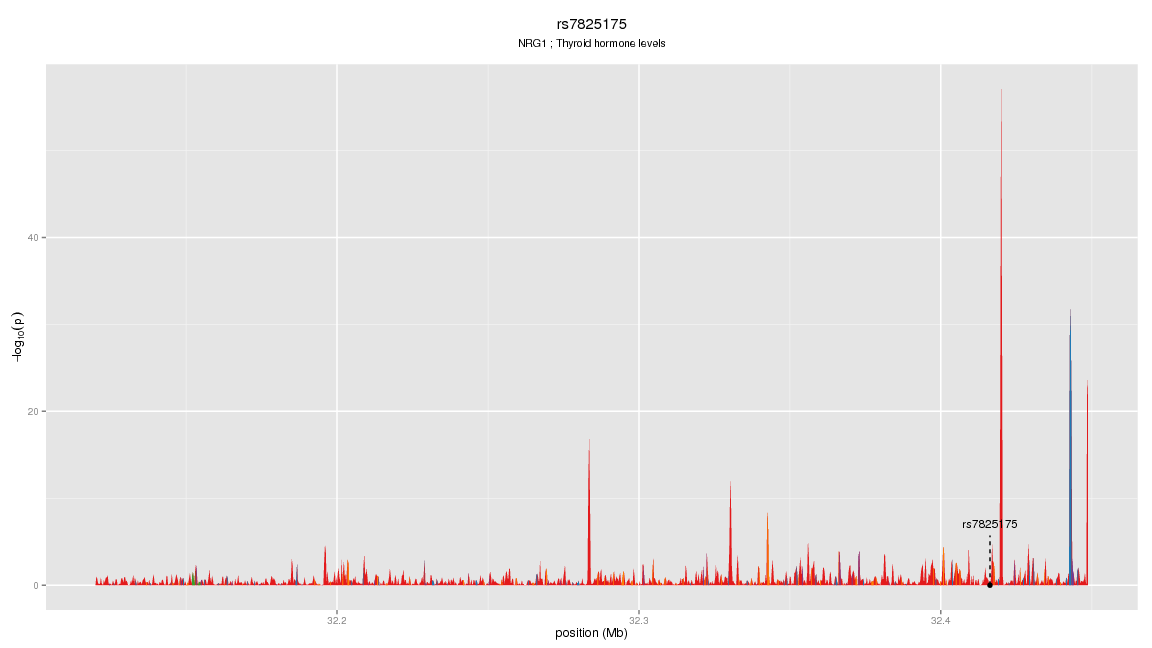 rs7825175
NRG1 ; Thyroid hormone levels
−log10(p)
40
20
0
rs7825175
32.2
32.3
32.4
position (Mb)